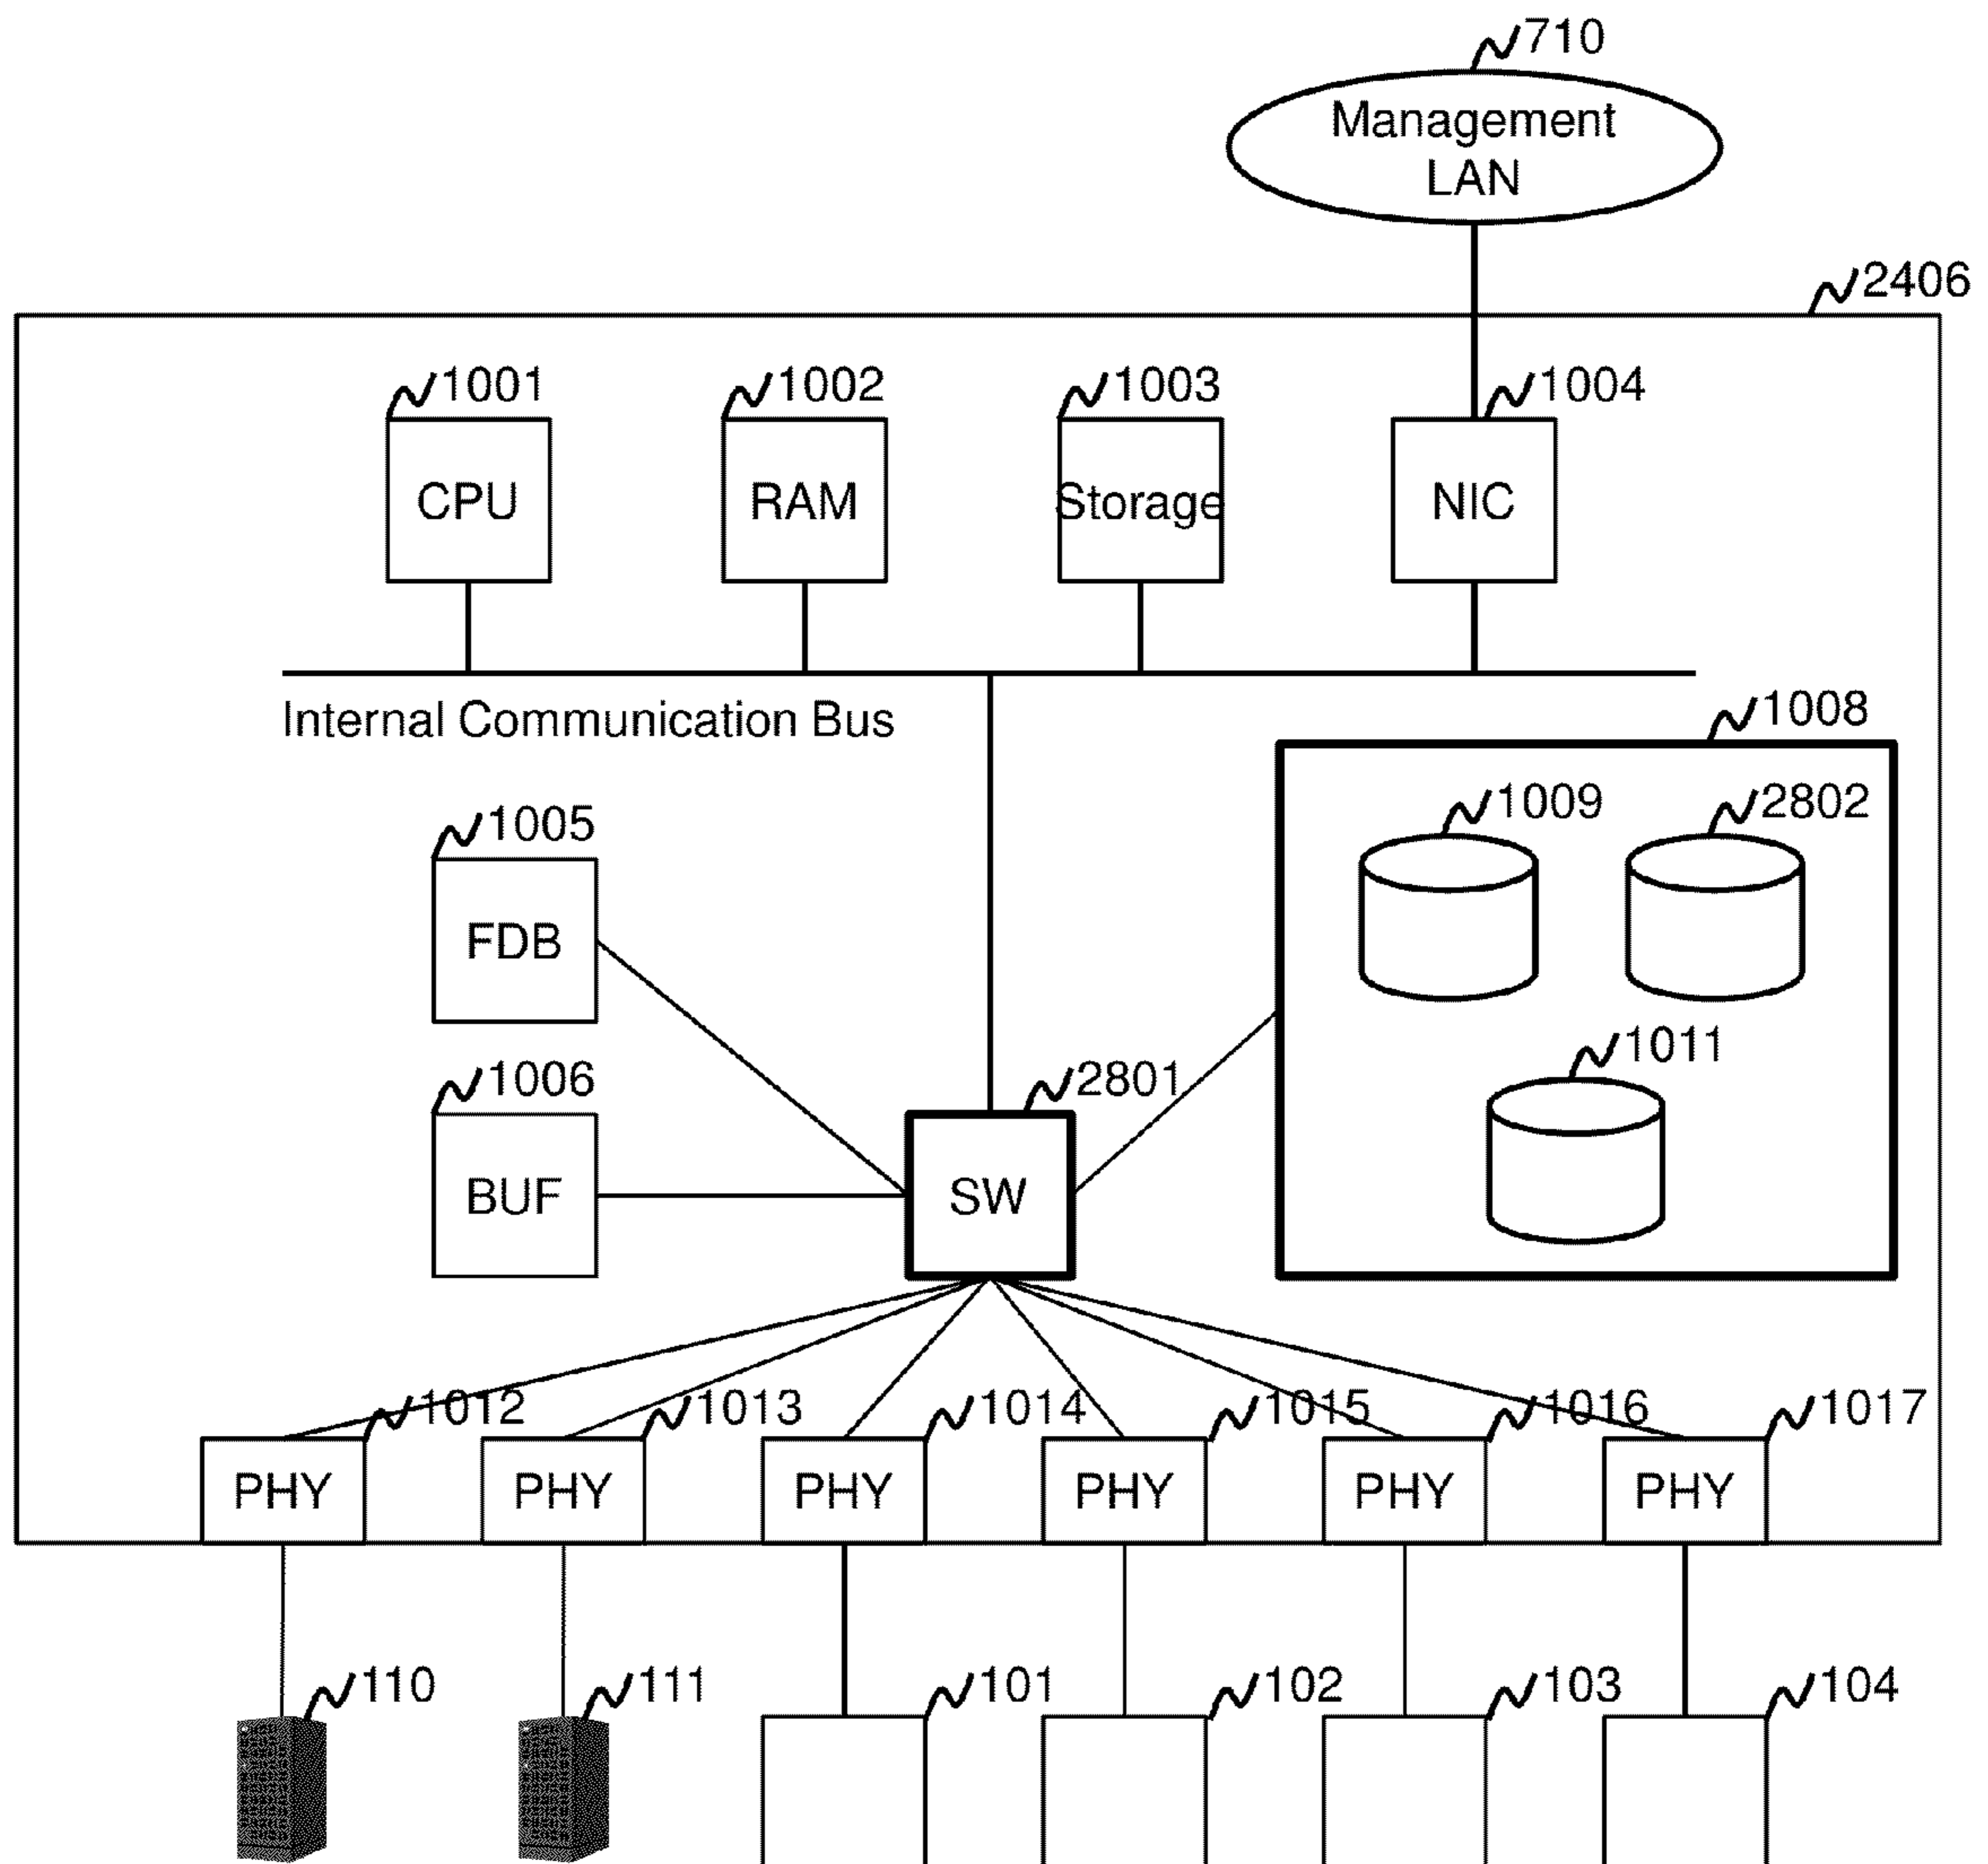 710
Management
LAN
2406
1001
1002
1003
1004
CPU
RAM
Storage
NIC
Internal Communication Bus
1008
1009
2802
1005
FDB
1011
1006
2801
BUF
SW
1012
1013
1014
1015
1016
1017
PHY
PHY
PHY
PHY
PHY
PHY
110
111
101
102
103
104